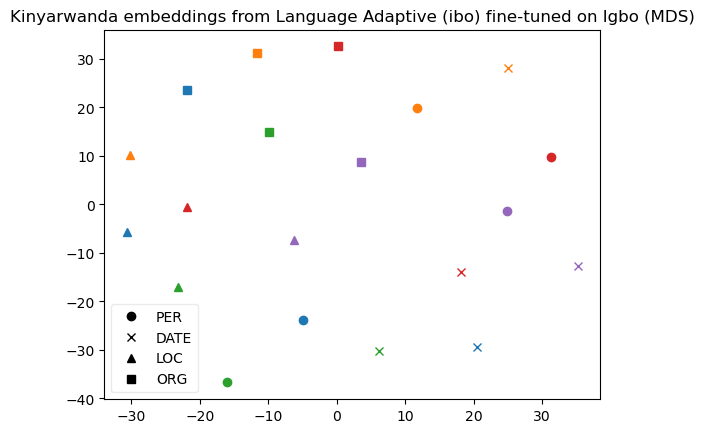 Kinyarwanda embeddings from Language Adaptive (ibo) fine-tuned on Igbo (MDS)
30
20
10
0
−10
−20
−30
−40
PER
DATE
LOC
ORG
−30 −20 −10 0 10 20 30